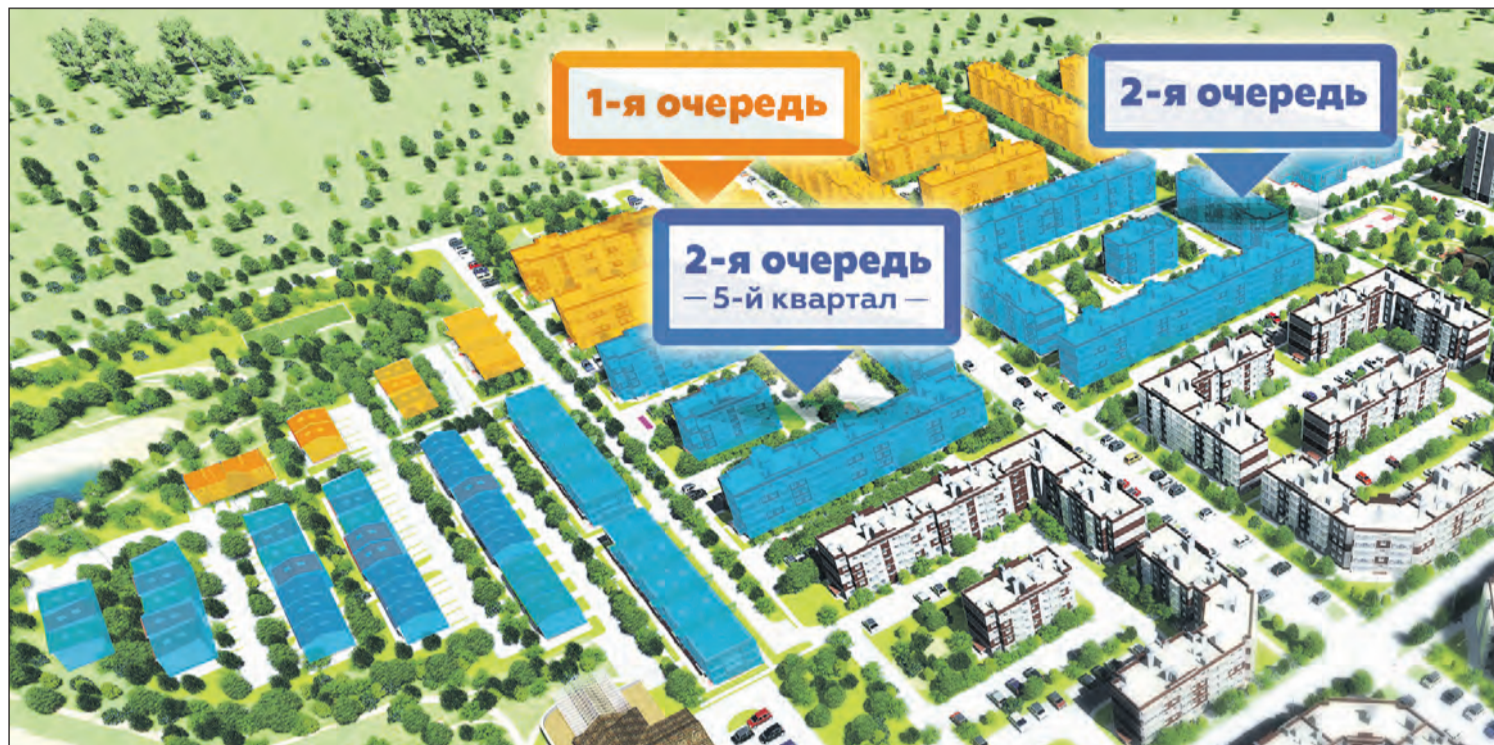 1-я очередь
2-я очередь
2-я очередь
— 5-й квартал —